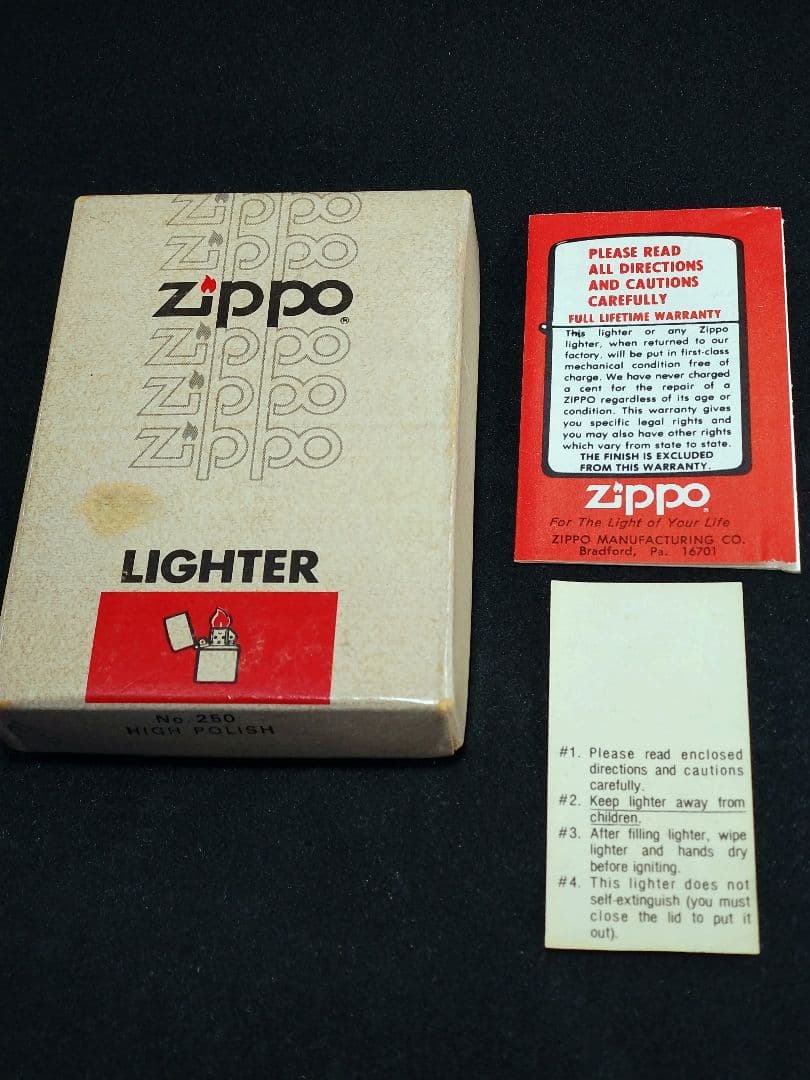 zippo
zippo
zippo®
zippo
zippo
zippo
LIGHTER
No. 250
HIGH POLISH
PLEASE READ
ALL DIRECTIONS
AND CAUTIONS
CAREFULLY
FULL LIFETIME WARRANTY
This lighter or any Zippo
lighter, when returned to our
factory, will be put in first-class
mechanical condition free of
charge. We have never charged
a cent for the repair of a
ZIPPO regardless of its age or
condition. This warranty gives
you specific legal rights and
you may also have other rights
which vary from state to state.
THE FINISH IS EXCLUDED
FROM THIS WARRANTY.
zippo®
For The Light of Your Life
ZIPPO MANUFACTURING CO.
Bradford, Pa. 16701
#1. Please read enclosed
directions and cautions
carefully.
#2. Keep lighter away from
children.
#3. After filling lighter, wipe
lighter and hands dry
before igniting.
#4. This lighter does not
self-extinguish (you must
close the lid to put it
out).